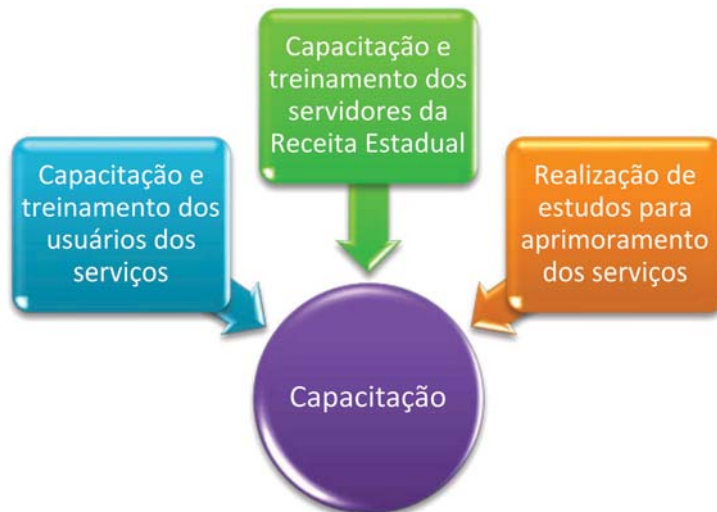 Capacitação e
treinamento dos
usuários dos
serviços
Capacitação e
treinamento dos
servidores da
Receita Estadual
Realização de
estudos para
aprimoramento
dos serviços
Capacitação